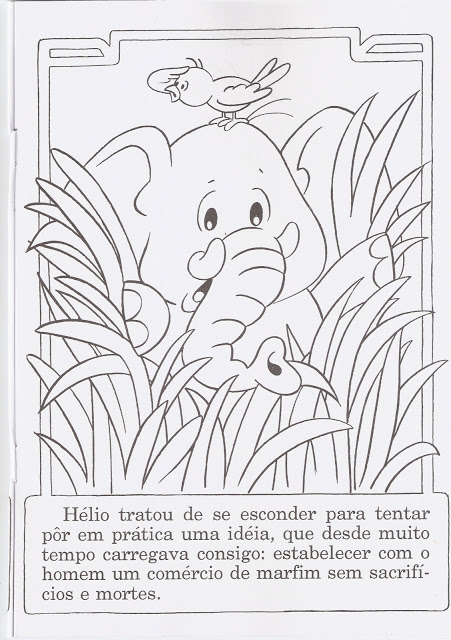 Hélio tratou de se esconder para tentar
pôr em prática uma idéia, que desde muito
tempo carregava consigo: estabelecer com o
homem um comércio de marfim sem sacrifí-
cios e mortes.